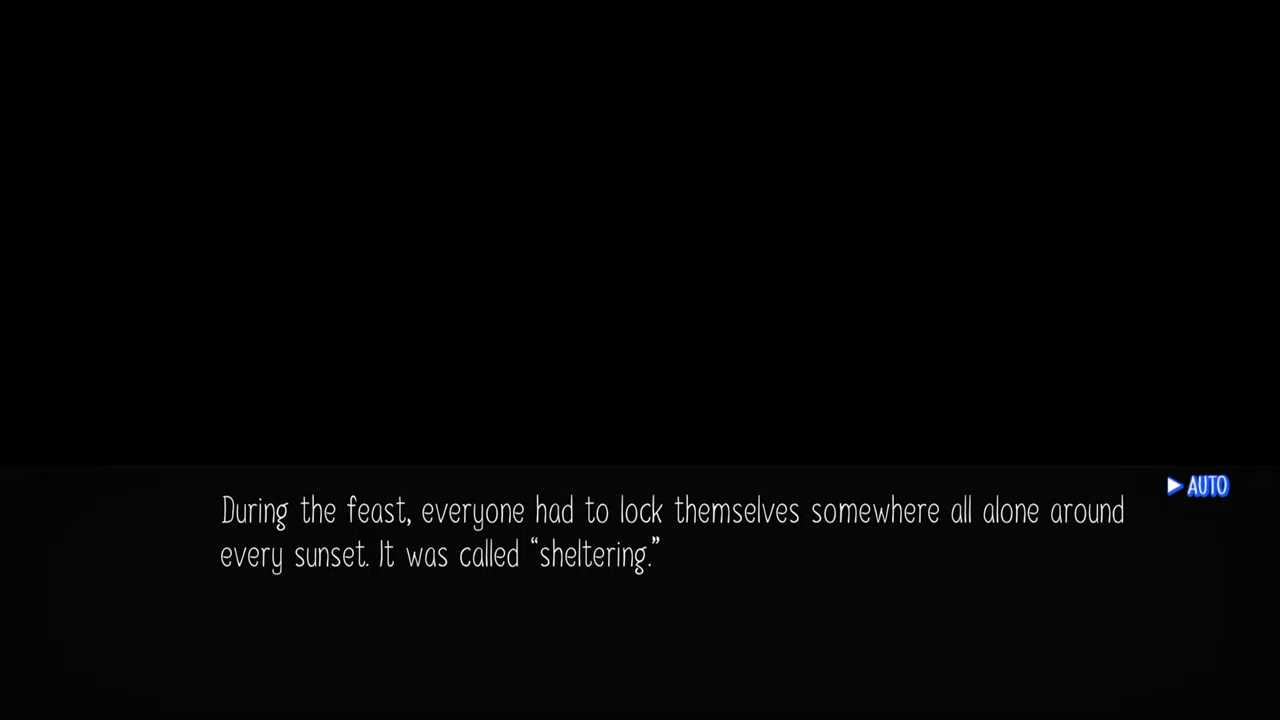 ▶ AUTO
During the feast, everyone had to lock themselves somewhere all alone around
every sunset. It was called “sheltering.”